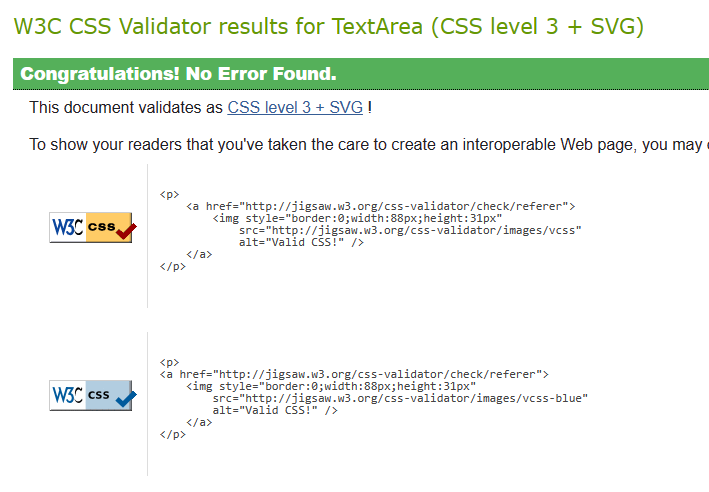 W3C CSS Validator results for TextArea (CSS level 3 + SVG)
Congratulations! No Error Found.
This document validates as CSS level 3 + SVG !
To show your readers that you've taken the care to create an interoperable Web page, you may
W3C css
<p>
    <a href="http://jigsaw.w3.org/css-validator/check/referer">
        <img style="border:0;width:88px;height:31px"
            src="http://jigsaw.w3.org/css-validator/images/vcss"
            alt="Valid CSS!" />
    </a>
</p>
W3C css
<p>
<a href="http://jigsaw.w3.org/css-validator/check/referer">
    <img style="border:0;width:88px;height:31px"
        src="http://jigsaw.w3.org/css-validator/images/vcss-blue"
        alt="Valid CSS!" />
    </a>
</p>